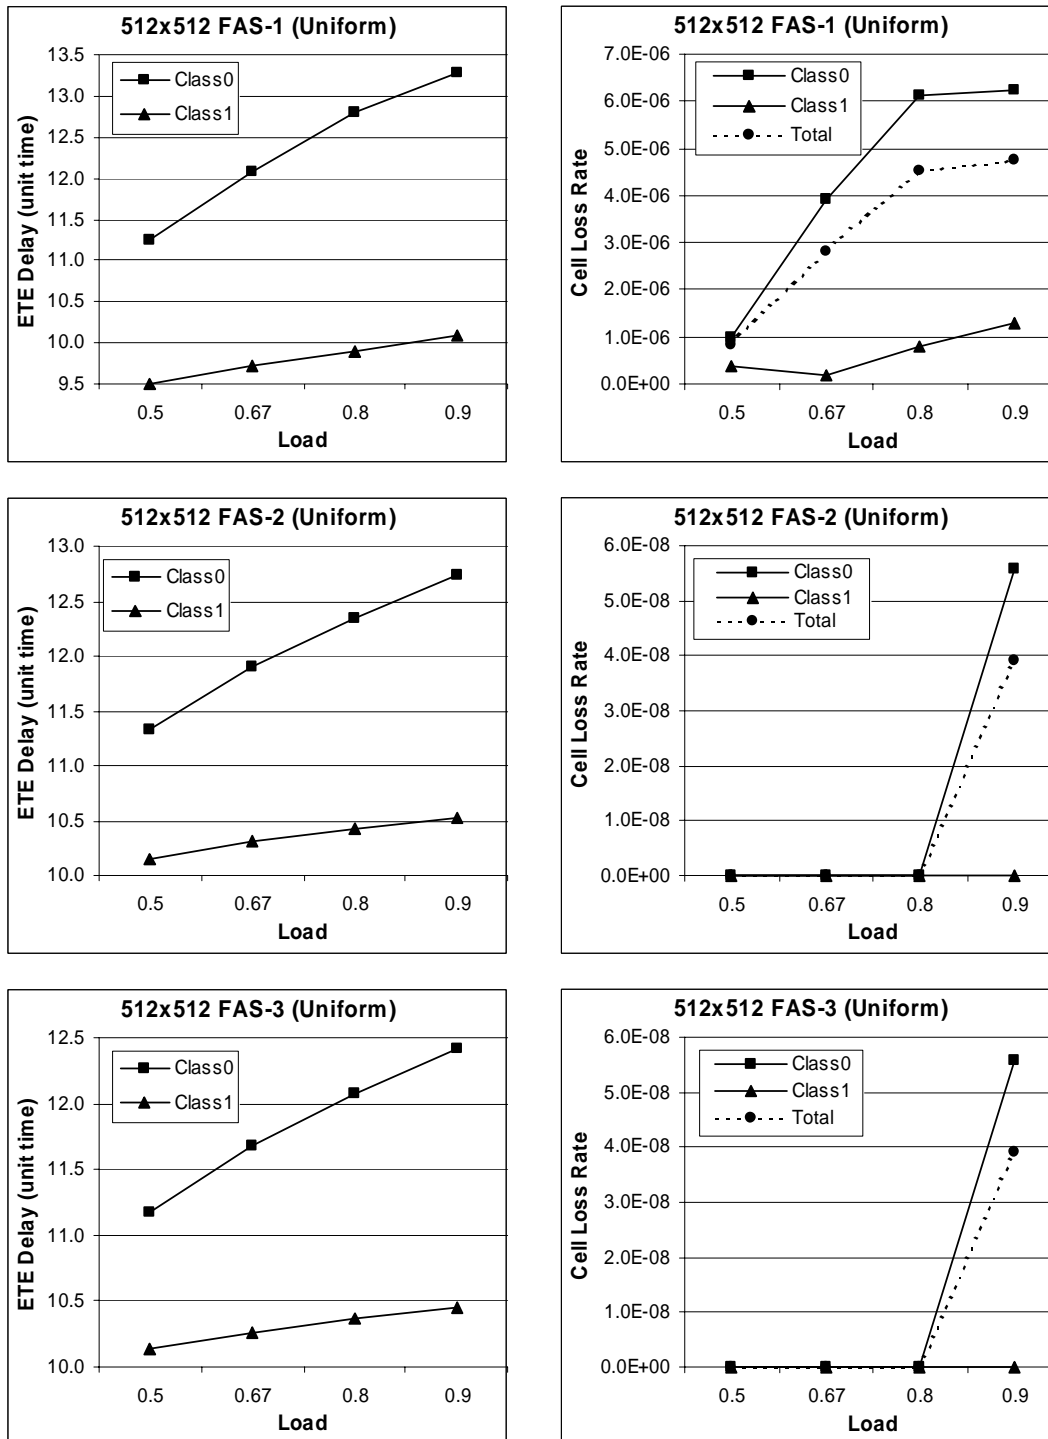 512x512 FAS-1 (Uniform)
ETE Delay (unit time)
13.5
13.0
12.5
12.0
11.5
11.0
10.5
10.0
9.5
Class0
Class1
0.5 0.67 0.8 0.9
Load
512x512 FAS-1 (Uniform)
Cell Loss Rate
7.0E-06
6.0E-06
5.0E-06
4.0E-06
3.0E-06
2.0E-06
1.0E-06
0.0E+00
Class0
Class1
Total
0.5 0.67 0.8 0.9
Load
512x512 FAS-2 (Uniform)
ETE Delay (unit time)
13.0
12.5
12.0
11.5
11.0
10.5
10.0
Class0
Class1
0.5 0.67 0.8 0.9
Load
512x512 FAS-2 (Uniform)
Cell Loss Rate
6.0E-08
5.0E-08
4.0E-08
3.0E-08
2.0E-08
1.0E-08
0.0E+00
Class0
Class1
Total
0.5 0.67 0.8 0.9
Load
512x512 FAS-3 (Uniform)
ETE Delay (unit time)
12.5
12.0
11.5
11.0
10.5
10.0
Class0
Class1
0.5 0.67 0.8 0.9
Load
512x512 FAS-3 (Uniform)
Cell Loss Rate
6.0E-08
5.0E-08
4.0E-08
3.0E-08
2.0E-08
1.0E-08
0.0E+00
Class0
Class1
Total
0.5 0.67 0.8 0.9
Load